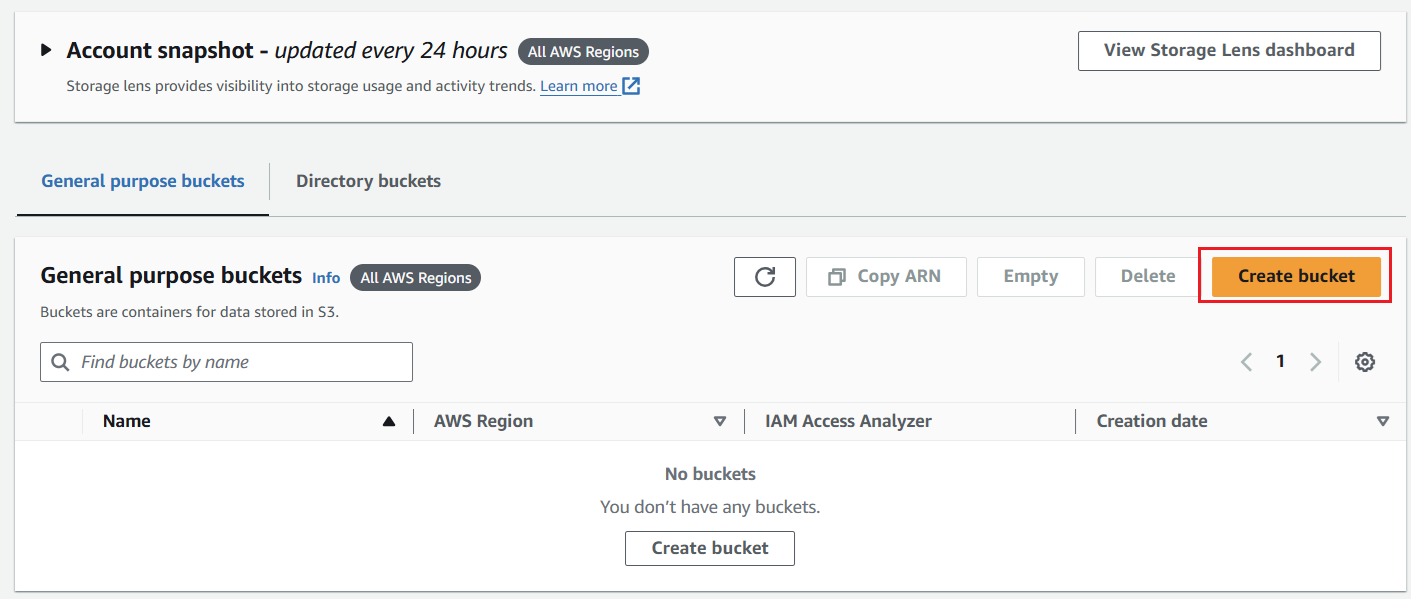 Account snapshot - updated every 24 hours All AWS Regions View Storage Lens dashboard
Storage lens provides visibility into storage usage and activity trends. Learn more
General purpose buckets Directory buckets
General purpose buckets Info All AWS Regions Copy ARN Empty Delete Create bucket
Buckets are containers for data stored in S3.
Find buckets by name 1
Name AWS Region IAM Access Analyzer Creation date
No buckets
You don’t have any buckets.
Create bucket